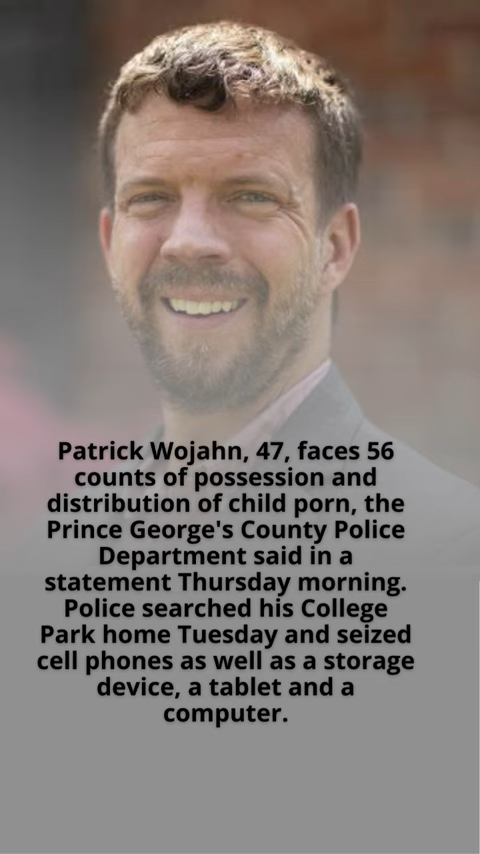 Patrick Wojahn, 47, faces 56
counts of possession and
distribution of child porn, the
Prince George's County Police
Department said in a
statement Thursday morning.
Police searched his College
Park home Tuesday and seized
cell phones as well as a storage
device, a tablet and a
computer.